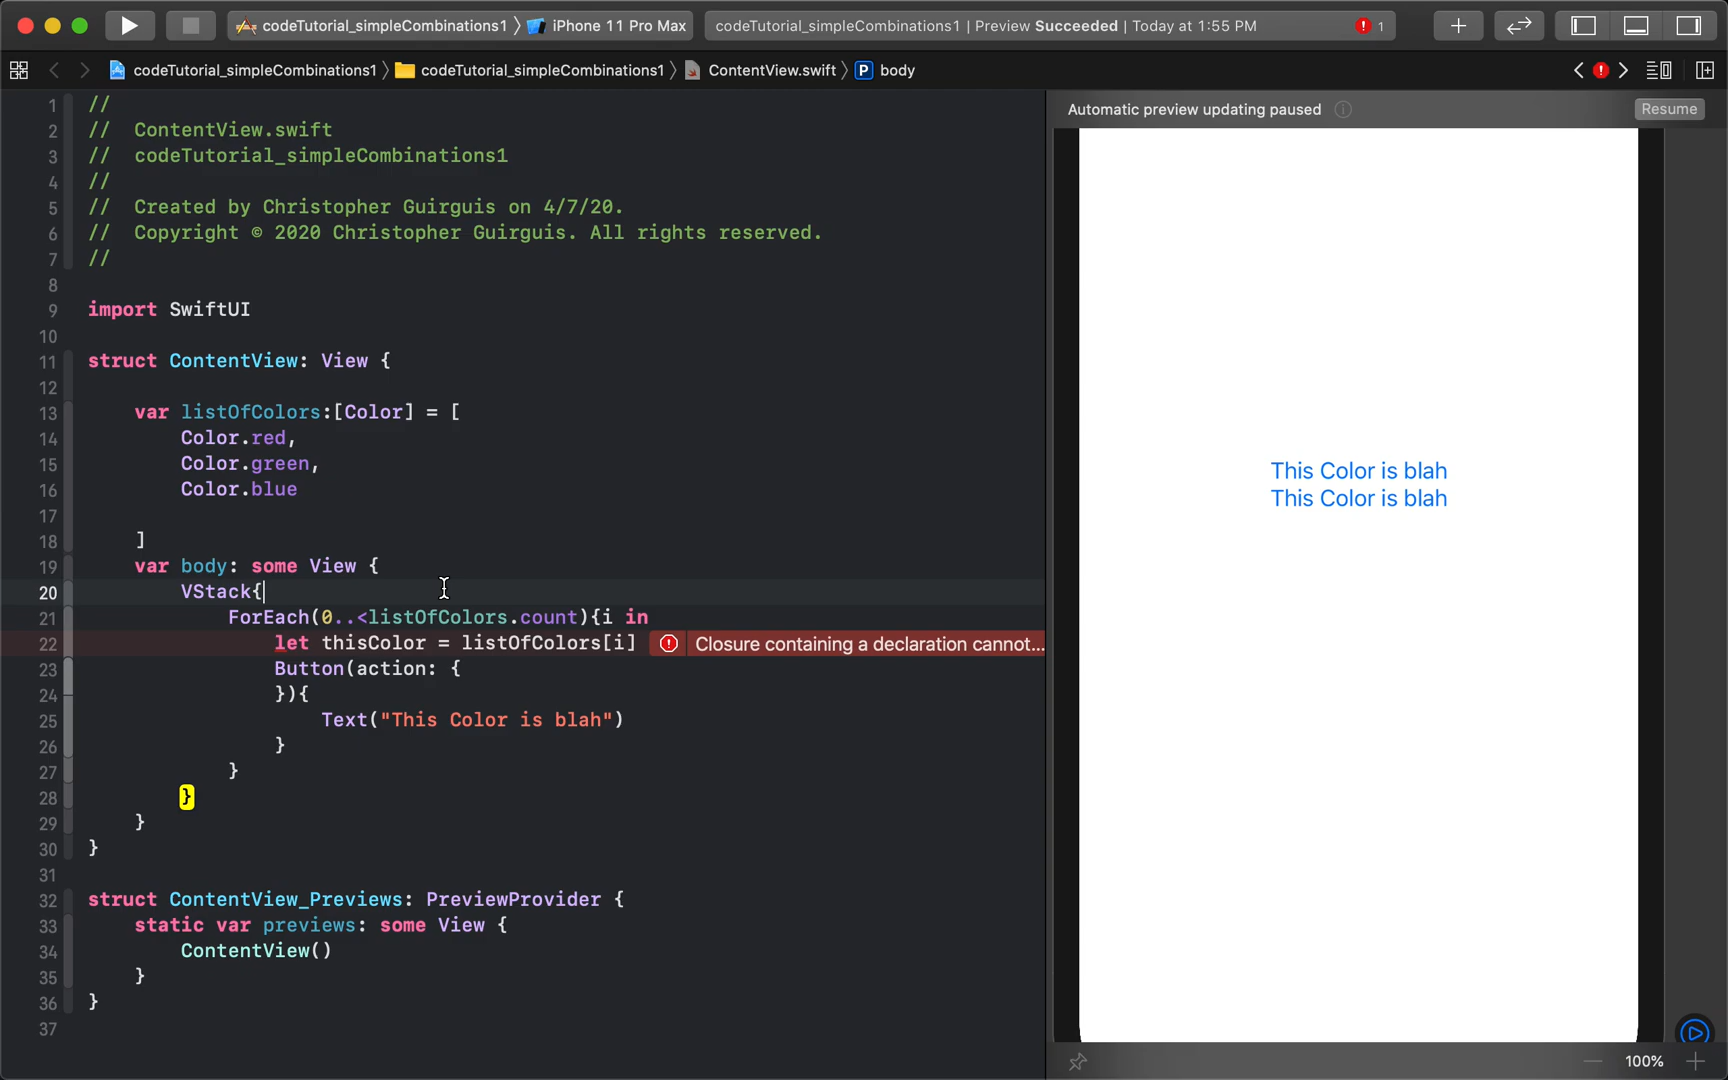 codeTutorial_simpleCombinations1 〉 iPhone 11 Pro Max
codeTutorial_simpleCombinations1 | Preview Succeeded | Today at 1:55 PM
1
codeTutorial_simpleCombinations1 〉 codeTutorial_simpleCombinations1 〉 ContentView.swift 〉 P body
1 //
2 //  ContentView.swift
3 //  codeTutorial_simpleCombinations1
4 //
5 //  Created by Christopher Guirguis on 4/7/20.
6 //  Copyright © 2020 Christopher Guirguis. All rights reserved.
7 //
8
9 import SwiftUI
10
11 struct ContentView: View {
12
13     var listOfColors:[Color] = [
14         Color.red,
15         Color.green,
16         Color.blue
17
18     ]
19     var body: some View {
20         VStack{
21             ForEach(0..<listOfColors.count){i in
22                 let thisColor = listOfColors[i] Closure containing a declaration cannot...
23                 Button(action: {
24                 }){
25                     Text("This Color is blah")
26                 }
27             }
28         }
29     }
30 }
31
32 struct ContentView_Previews: PreviewProvider {
33     static var previews: some View {
34         ContentView()
35     }
36 }
37
Automatic preview updating paused
Resume
This Color is blah
This Color is blah
100%